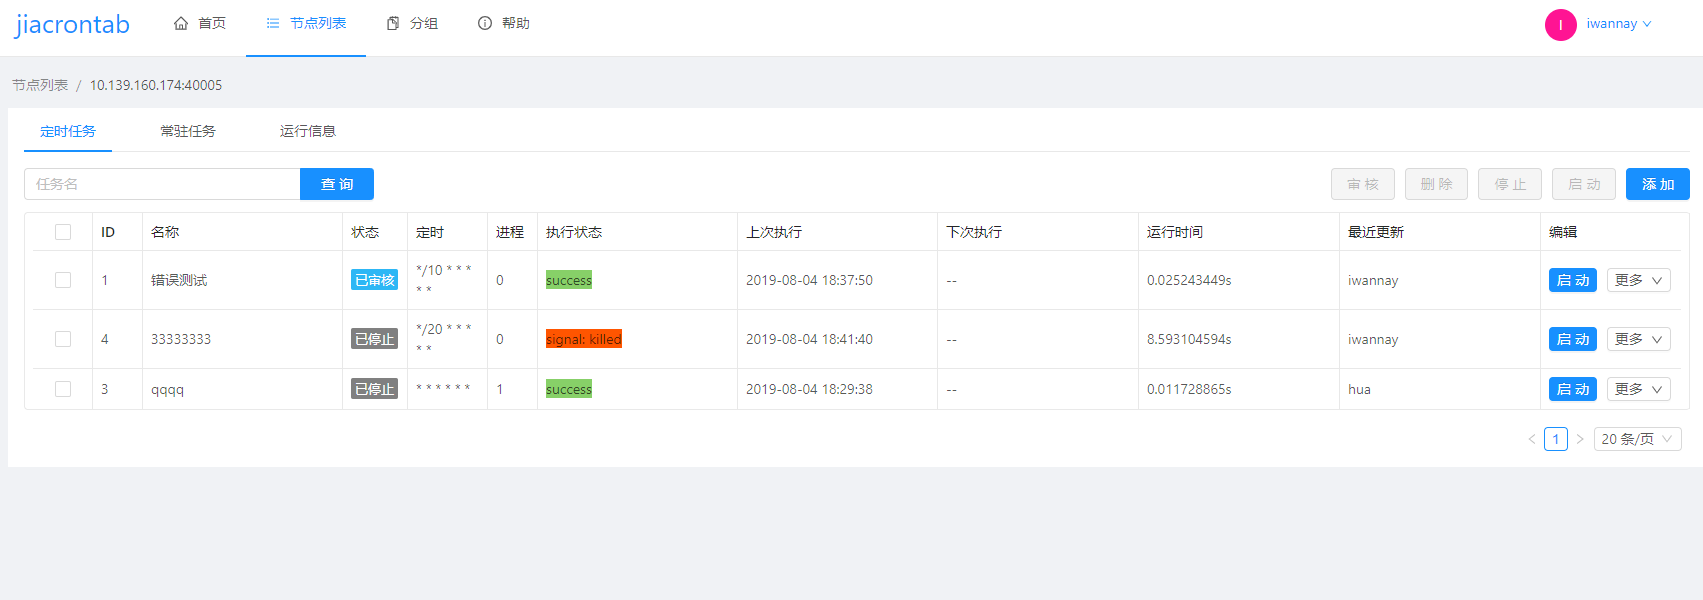 jiacrontab 首页 节点列表 分组 帮助 I iwannay
节点列表 / 10.139.160.174:40005
定时任务 常驻任务 运行信息
任务名 查 询 审 核 删 除 停 止 启 动 添 加
ID 名称 状态 定时 进程 执行状态 上次执行 下次执行 运行时间 最近更新 编辑
1 错误测试 已审核 */10 * * * * * 0 success 2019-08-04 18:37:50 -- 0.025243449s iwannay 启 动 更多
4 33333333 已停止 */20 * * * * * 0 signal: killed 2019-08-04 18:41:40 -- 8.593104594s iwannay 启 动 更多
3 qqqq 已停止 * * * * * * 1 success 2019-08-04 18:29:38 -- 0.011728865s hua 启 动 更多
< 1 > 20 条/页